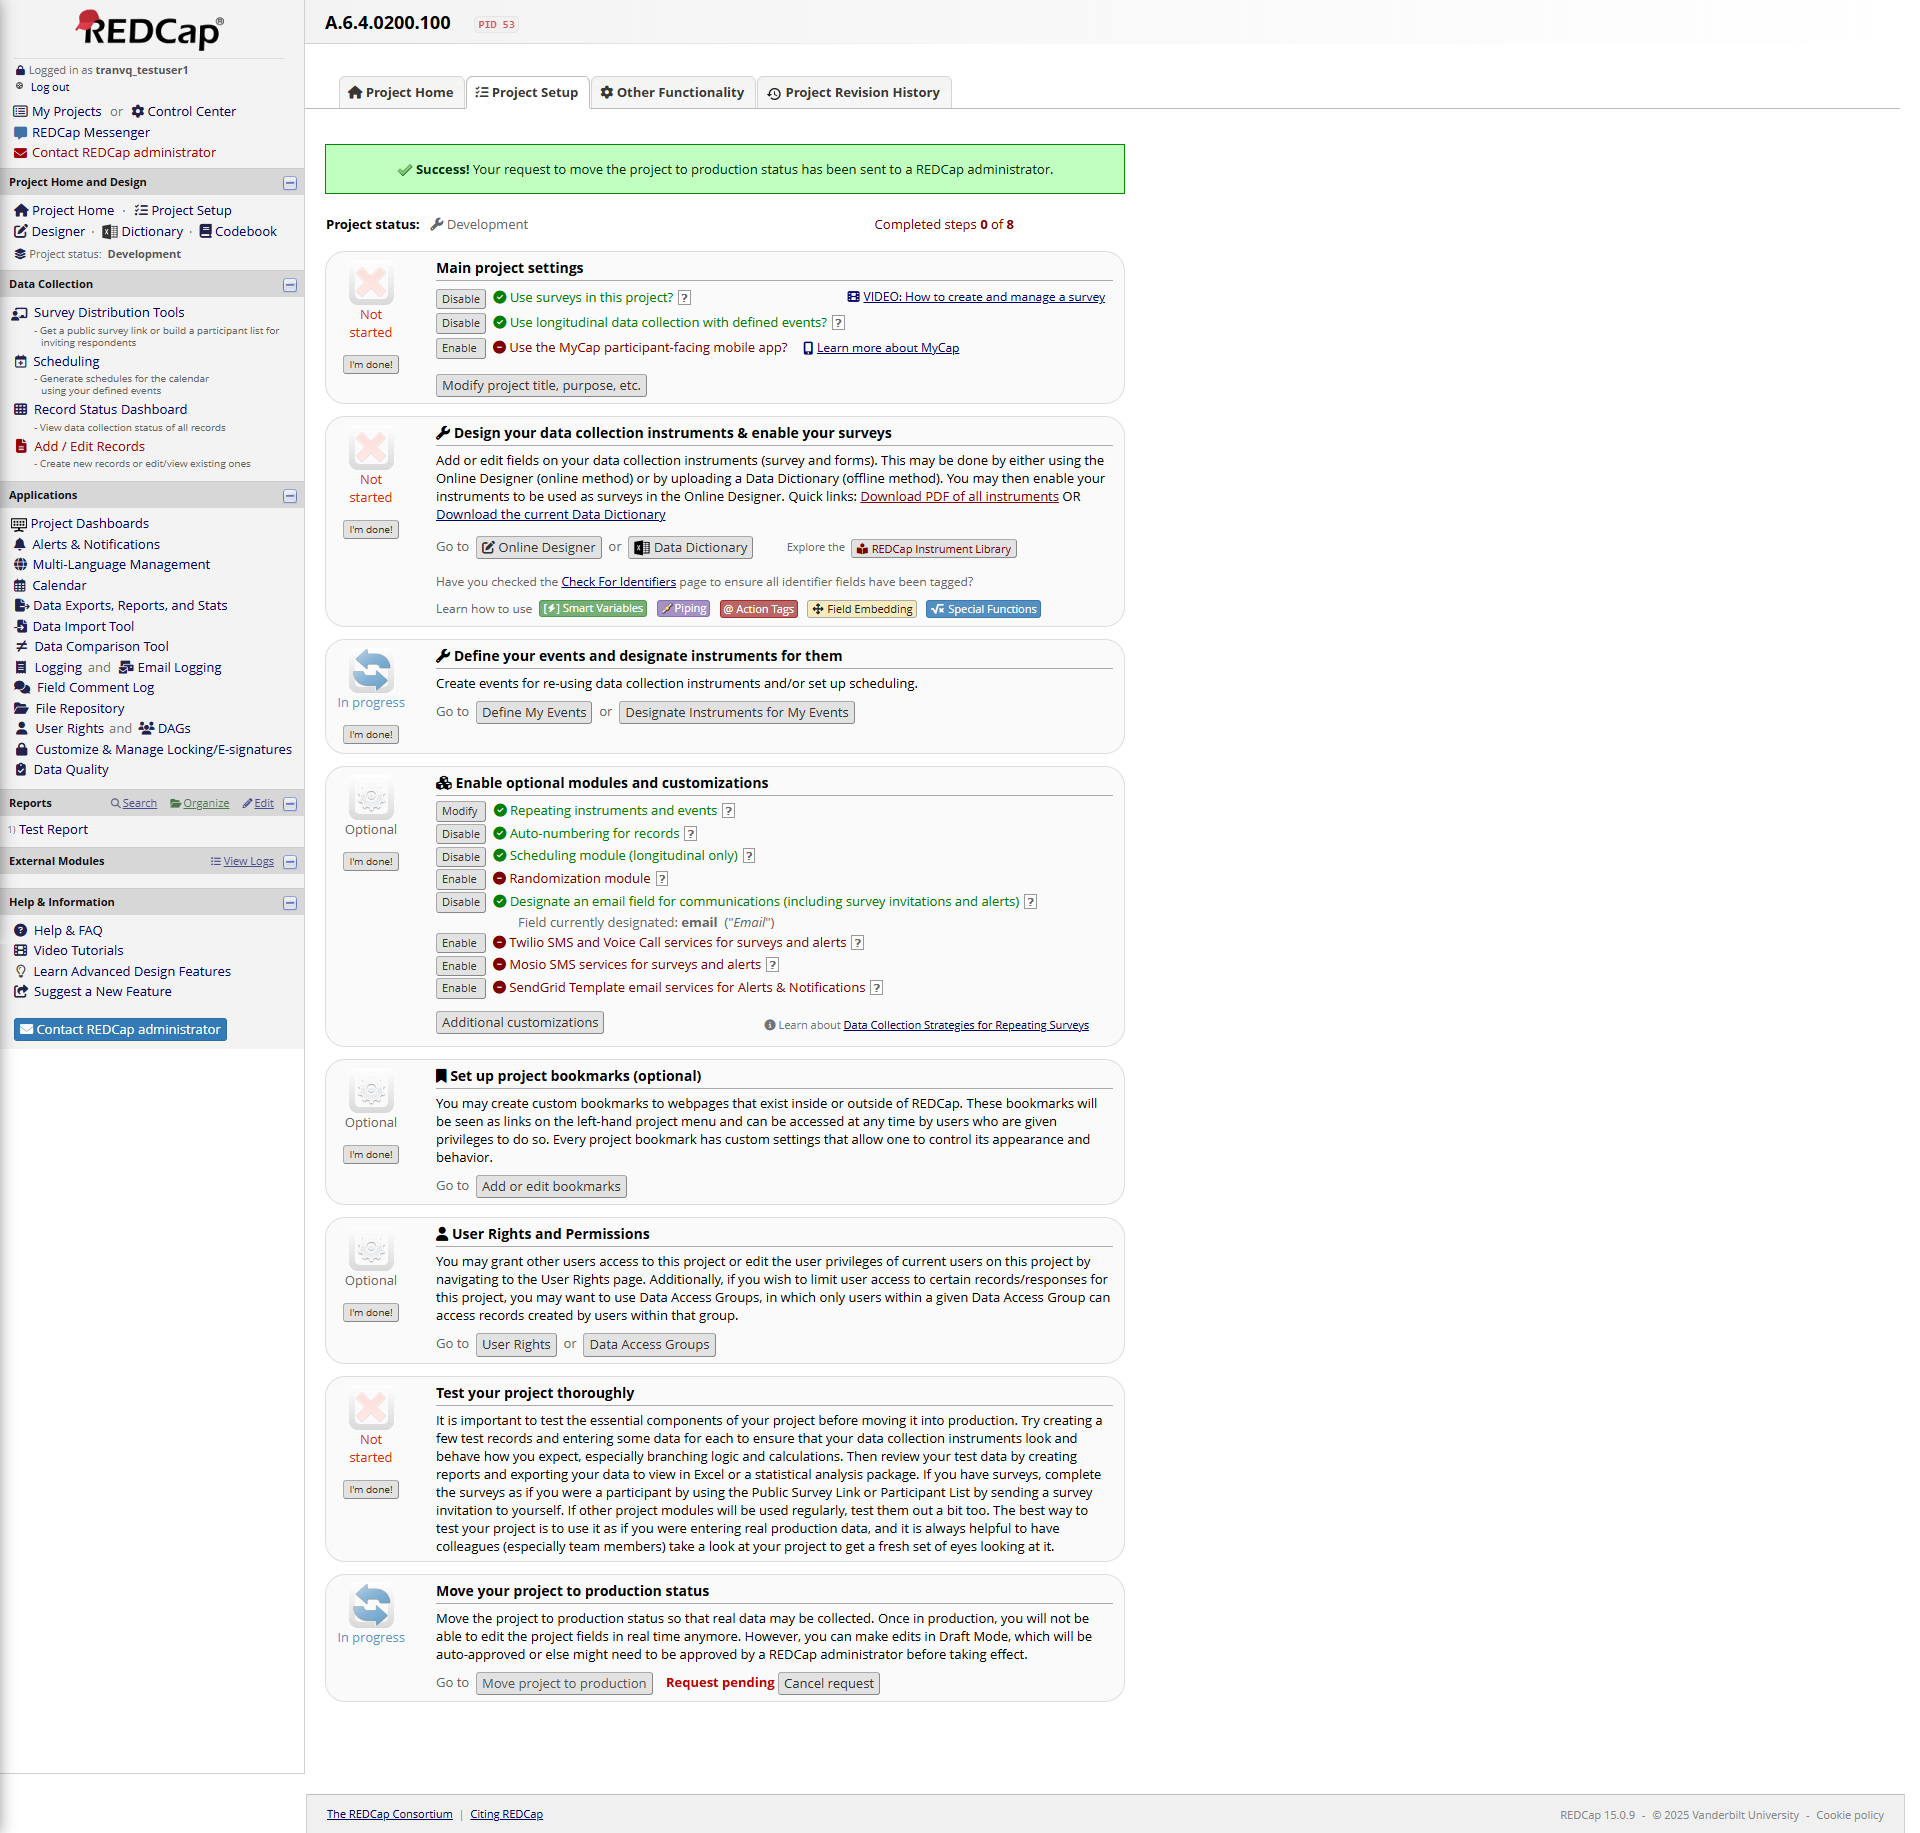 REDCap®
Logged in as tranvq_testuser1
Log out
My Projects or Control Center
REDCap Messenger
Contact REDCap administrator
Project Home and Design
Project Home · Project Setup
Designer · Dictionary · Codebook
Project status: Development
Data Collection
Survey Distribution Tools
- Get a public survey link or build a participant list for
inviting respondents
Scheduling
- Generate schedules for the calendar
using your defined events
Record Status Dashboard
- View data collection status of all records
Add / Edit Records
- Create new records or edit/view existing ones
Applications
Project Dashboards
Alerts & Notifications
Multi-Language Management
Calendar
Data Exports, Reports, and Stats
Data Import Tool
Data Comparison Tool
Logging and Email Logging
Field Comment Log
File Repository
User Rights and DAGs
Customize & Manage Locking/E-signatures
Data Quality
Reports Search Organize Edit
1) Test Report
External Modules View Logs
Help & Information
Help & FAQ
Video Tutorials
Learn Advanced Design Features
Suggest a New Feature
Contact REDCap administrator
A.6.4.0200.100 PID 53
Project Home Project Setup Other Functionality Project Revision History
Success! Your request to move the project to production status has been sent to a REDCap administrator.
Project status: Development Completed steps 0 of 8
Not
started
I'm done!
Main project settings
Disable Use surveys in this project? ? VIDEO: How to create and manage a survey
Disable Use longitudinal data collection with defined events? ?
Enable Use the MyCap participant-facing mobile app? Learn more about MyCap
Modify project title, purpose, etc.
Not
started
I'm done!
Design your data collection instruments & enable your surveys
Add or edit fields on your data collection instruments (survey and forms). This may be done by either using the
Online Designer (online method) or by uploading a Data Dictionary (offline method). You may then enable your
instruments to be used as surveys in the Online Designer. Quick links: Download PDF of all instruments OR
Download the current Data Dictionary
Go to Online Designer or Data Dictionary Explore the REDCap Instrument Library
Have you checked the Check For Identifiers page to ensure all identifier fields have been tagged?
Learn how to use [⚡] Smart Variables Piping @ Action Tags Field Embedding √x Special Functions
In progress
I'm done!
Define your events and designate instruments for them
Create events for re-using data collection instruments and/or set up scheduling.
Go to Define My Events or Designate Instruments for My Events
Optional
I'm done!
Enable optional modules and customizations
Modify Repeating instruments and events ?
Disable Auto-numbering for records ?
Disable Scheduling module (longitudinal only) ?
Enable Randomization module ?
Disable Designate an email field for communications (including survey invitations and alerts) ?
Field currently designated: email ("Email")
Enable Twilio SMS and Voice Call services for surveys and alerts ?
Enable Mosio SMS services for surveys and alerts ?
Enable SendGrid Template email services for Alerts & Notifications ?
Additional customizations Learn about Data Collection Strategies for Repeating Surveys
Optional
I'm done!
Set up project bookmarks (optional)
You may create custom bookmarks to webpages that exist inside or outside of REDCap. These bookmarks will
be seen as links on the left-hand project menu and can be accessed at any time by users who are given
privileges to do so. Every project bookmark has custom settings that allow one to control its appearance and
behavior.
Go to Add or edit bookmarks
Optional
I'm done!
User Rights and Permissions
You may grant other users access to this project or edit the user privileges of current users on this project by
navigating to the User Rights page. Additionally, if you wish to limit user access to certain records/responses for
this project, you may want to use Data Access Groups, in which only users within a given Data Access Group can
access records created by users within that group.
Go to User Rights or Data Access Groups
Not
started
I'm done!
Test your project thoroughly
It is important to test the essential components of your project before moving it into production. Try creating a
few test records and entering some data for each to ensure that your data collection instruments look and
behave how you expect, especially branching logic and calculations. Then review your test data by creating
reports and exporting your data to view in Excel or a statistical analysis package. If you have surveys, complete
the surveys as if you were a participant by using the Public Survey Link or Participant List by sending a survey
invitation to yourself. If other project modules will be used regularly, test them out a bit too. The best way to
test your project is to use it as if you were entering real production data, and it is always helpful to have
colleagues (especially team members) take a look at your project to get a fresh set of eyes looking at it.
In progress
Move your project to production status
Move the project to production status so that real data may be collected. Once in production, you will not be
able to edit the project fields in real time anymore. However, you can make edits in Draft Mode, which will be
auto-approved or else might need to be approved by a REDCap administrator before taking effect.
Go to Move project to production Request pending Cancel request
The REDCap Consortium | Citing REDCap
REDCap 15.0.9 - © 2025 Vanderbilt University - Cookie policy